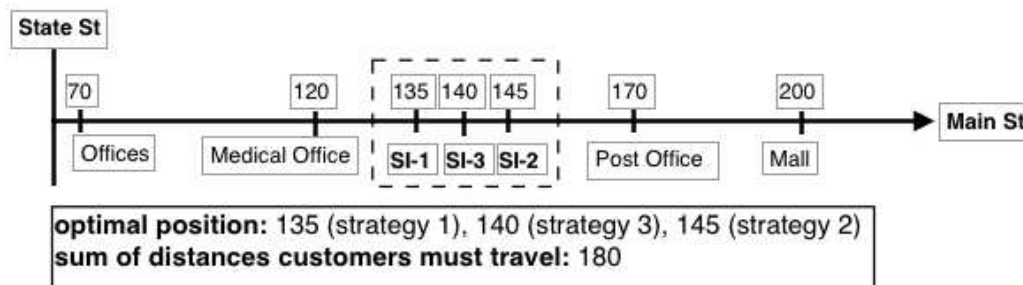 State St
70
120
135
140
145
170
200
Main St
Offices
Medical Office
SI-1
SI-3
SI-2
Post Office
Mall
optimal position: 135 (strategy 1), 140 (strategy 3), 145 (strategy 2)
sum of distances customers must travel: 180